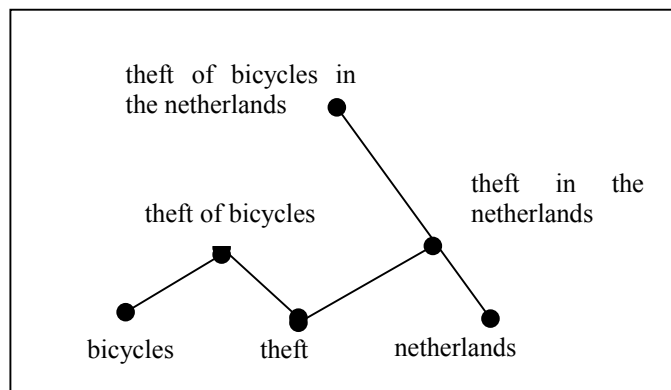 theft of bicycles in
the netherlands
theft in the
netherlands
theft of bicycles
bicycles
theft
netherlands